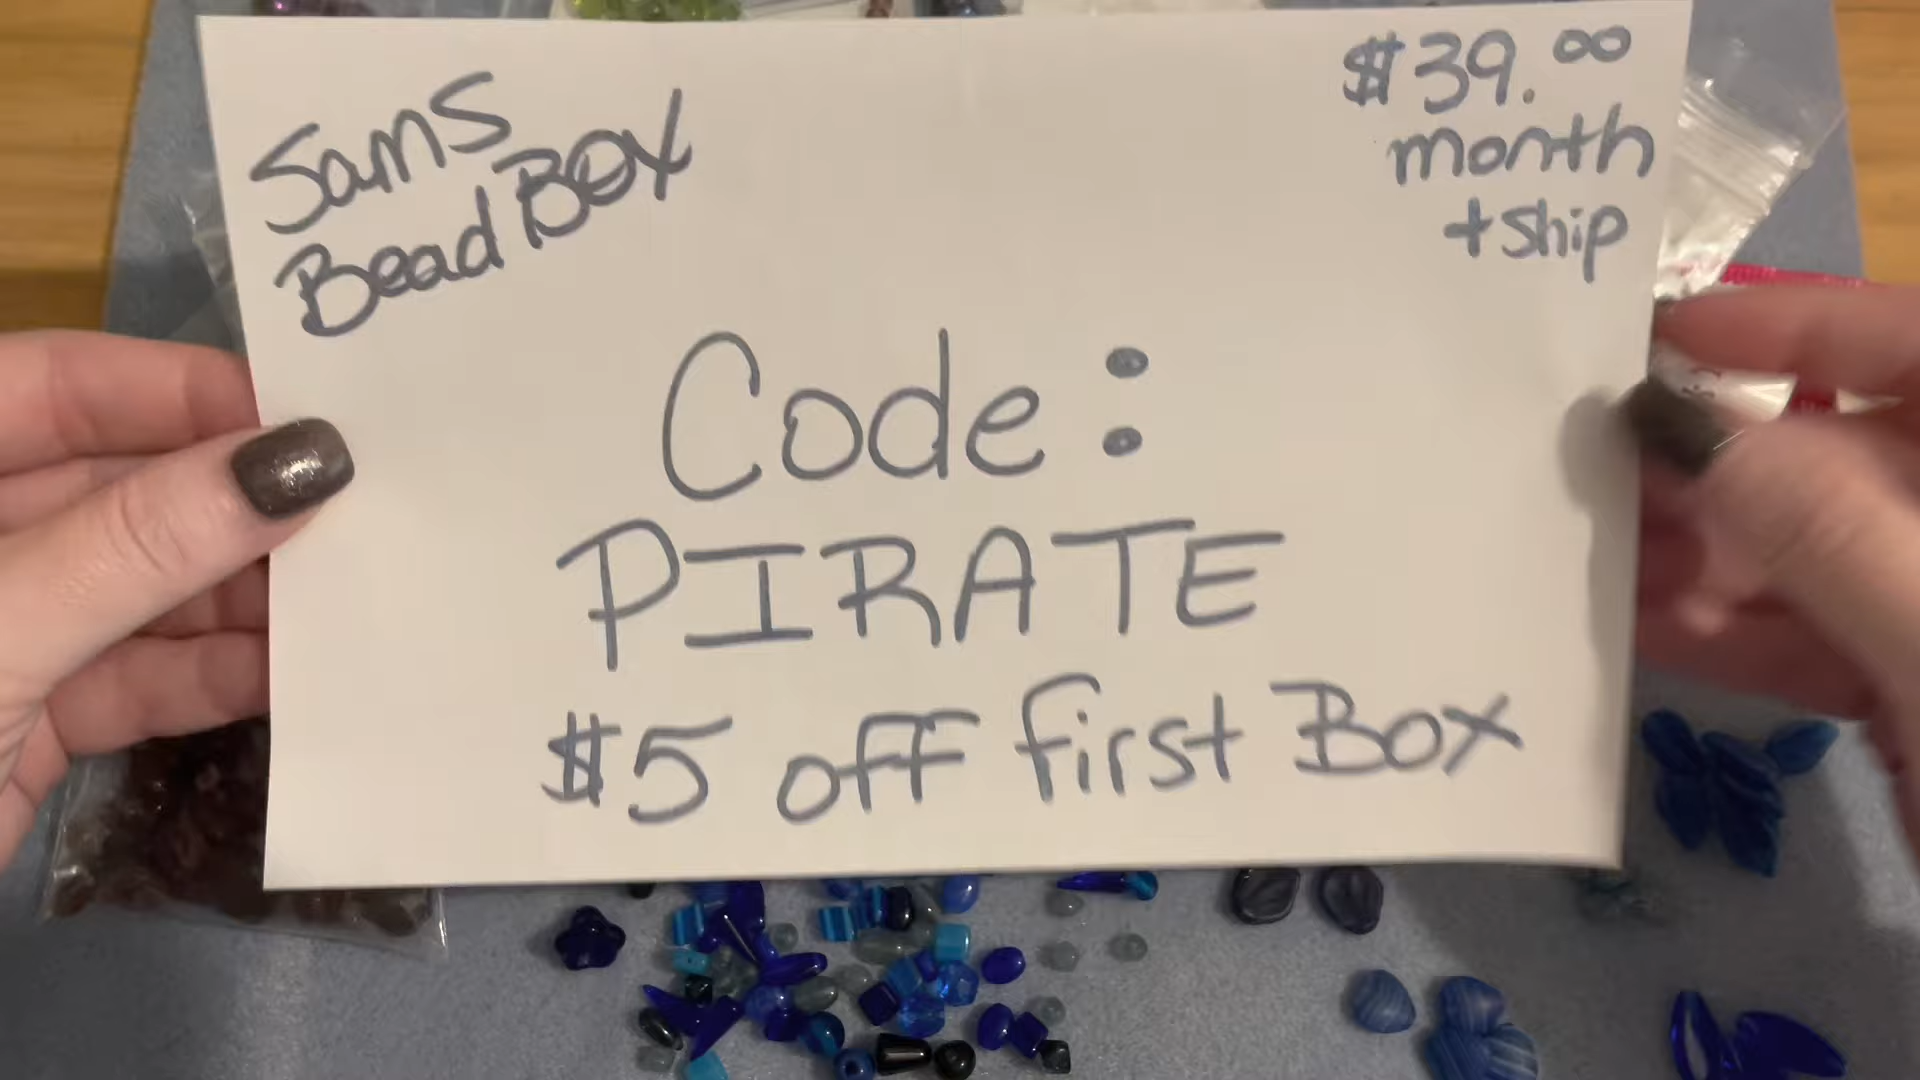 Sams
Bead BOX
$39.00
month
+ ship
Code:
PIRATE
$5 off first Box